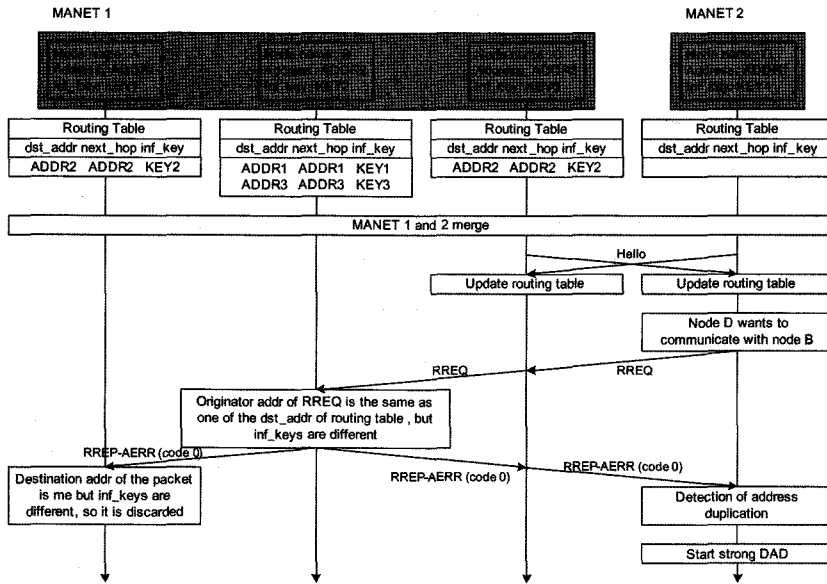 MANET 1
MANET 2
Routing Table
dst_addr next_hop inf_key
ADDR2 ADDR2 KEY2
Routing Table
dst_addr next_hop inf_key
ADDR1 ADDR1 KEY1
ADDR3 ADDR3 KEY3
Routing Table
dst_addr next_hop inf_key
ADDR2 ADDR2 KEY2
Routing Table
dst_addr next_hop inf_key
MANET 1 and 2 merge
Hello
Update routing table
Update routing table
Node D wants to
communicate with node B
RREQ
RREQ
Originator addr of RREQ is the same as
one of the dst_addr of routing table , but
inf_keys are different
RREP-AERR (code 0)
RREP-AERR (code 0)
RREP-AERR (code 0)
Destination addr of the packet
is me but inf_keys are
different, so it is discarded
Detection of address
duplication
Start strong DAD